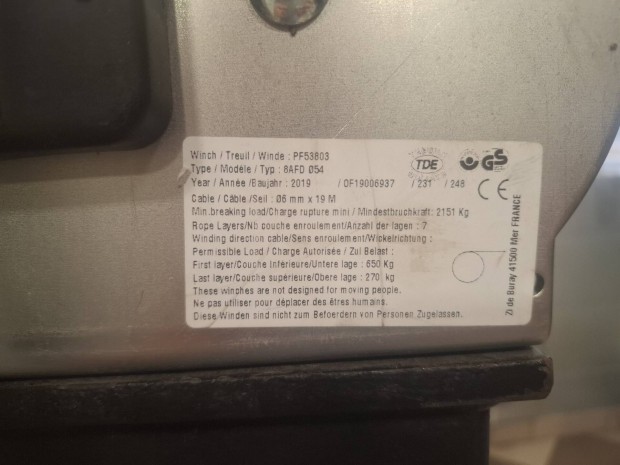 Winch / Treuil / Winde : PF53803
Type / Modèle / Typ : 8AFD Ø54
Year / Année /Baujahr : 2019 / OF19006937 / 231 / 248
Cable / Câble /Seil : Ø6 mm x 19 M
Min.breaking load/Charge rupture mini / Mindestbruchkraft: 2151 Kg
Rope Layers/Nb couche enroulement/Anzahl der lagen : 7
Winding direction cable/Sens enroulement/Wickelrichtung :
Permissible Load / Charge Autorisée / Zul Belast :
First layer/Couche Inférieure/Untere lage : 650 Kg
Last layer/Couche supérieure/Obere lage : 270 kg
These winches are not designed for moving people.
Ne pas utiliser pour déplacer des êtres humains.
Diese Winden sind nicht zum Befoerdern von Personen Zugelassen.
TDE
GS
CE
Zi de Buray 41500 Mer FRANCE